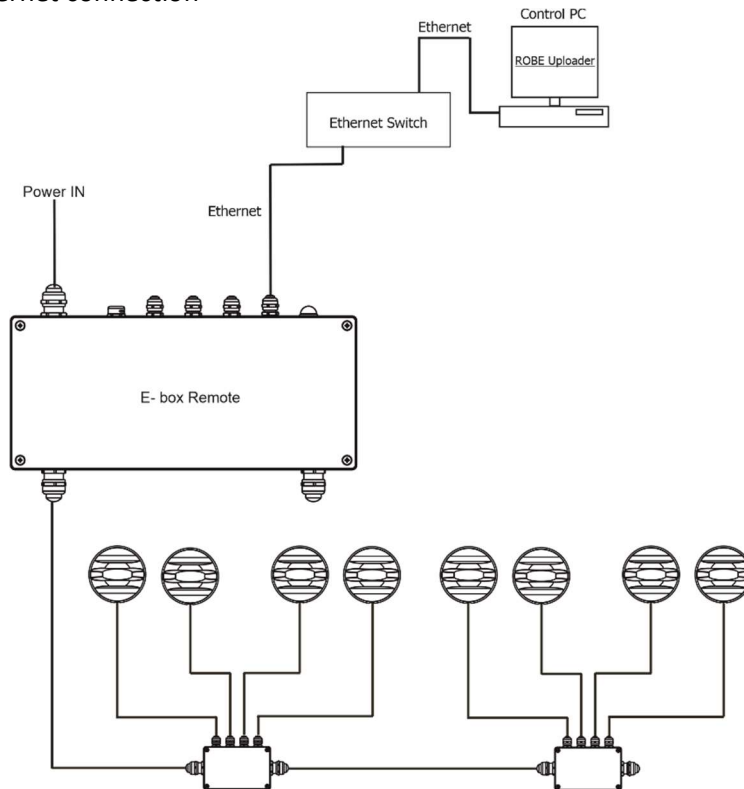 Control PC
Ethernet
ROBE Uploader
Ethernet Switch
Power IN
Ethernet
E- box Remote